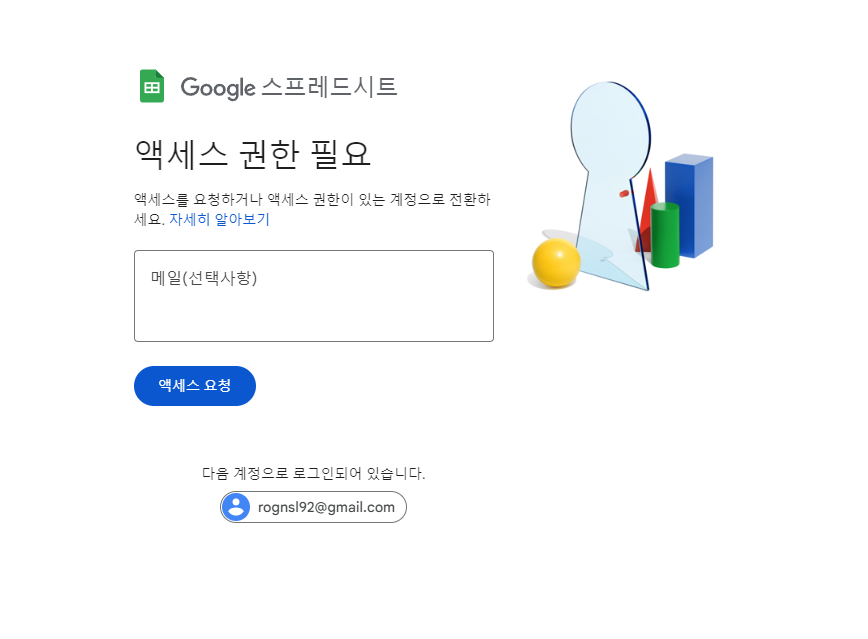 Google 스프레드시트
액세스 권한 필요
액세스를 요청하거나 액세스 권한이 있는 계정으로 전환하
세요. 자세히 알아보기
메일(선택사항)
액세스 요청
다음 계정으로 로그인되어 있습니다.
rognsl92@gmail.com